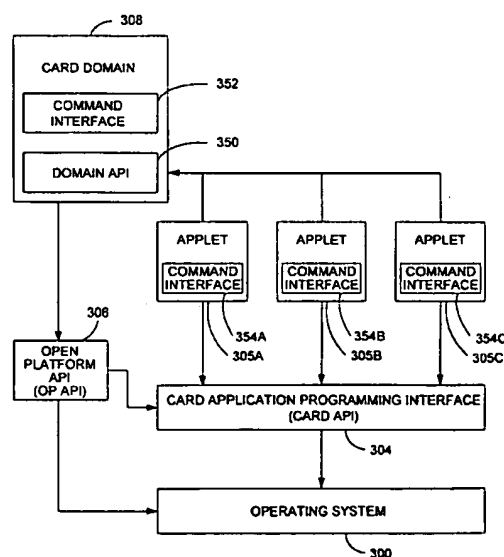 308
CARD DOMAIN
COMMAND
INTERFACE
352
DOMAIN API
350
APPLET
COMMAND
INTERFACE
354A
305A
APPLET
COMMAND
INTERFACE
354B
305B
APPLET
COMMAND
INTERFACE
354C
305C
306
OPEN
PLATFORM
API
(OP API)
CARD APPLICATION PROGRAMMING INTERFACE
(CARD API)
304
OPERATING SYSTEM
300